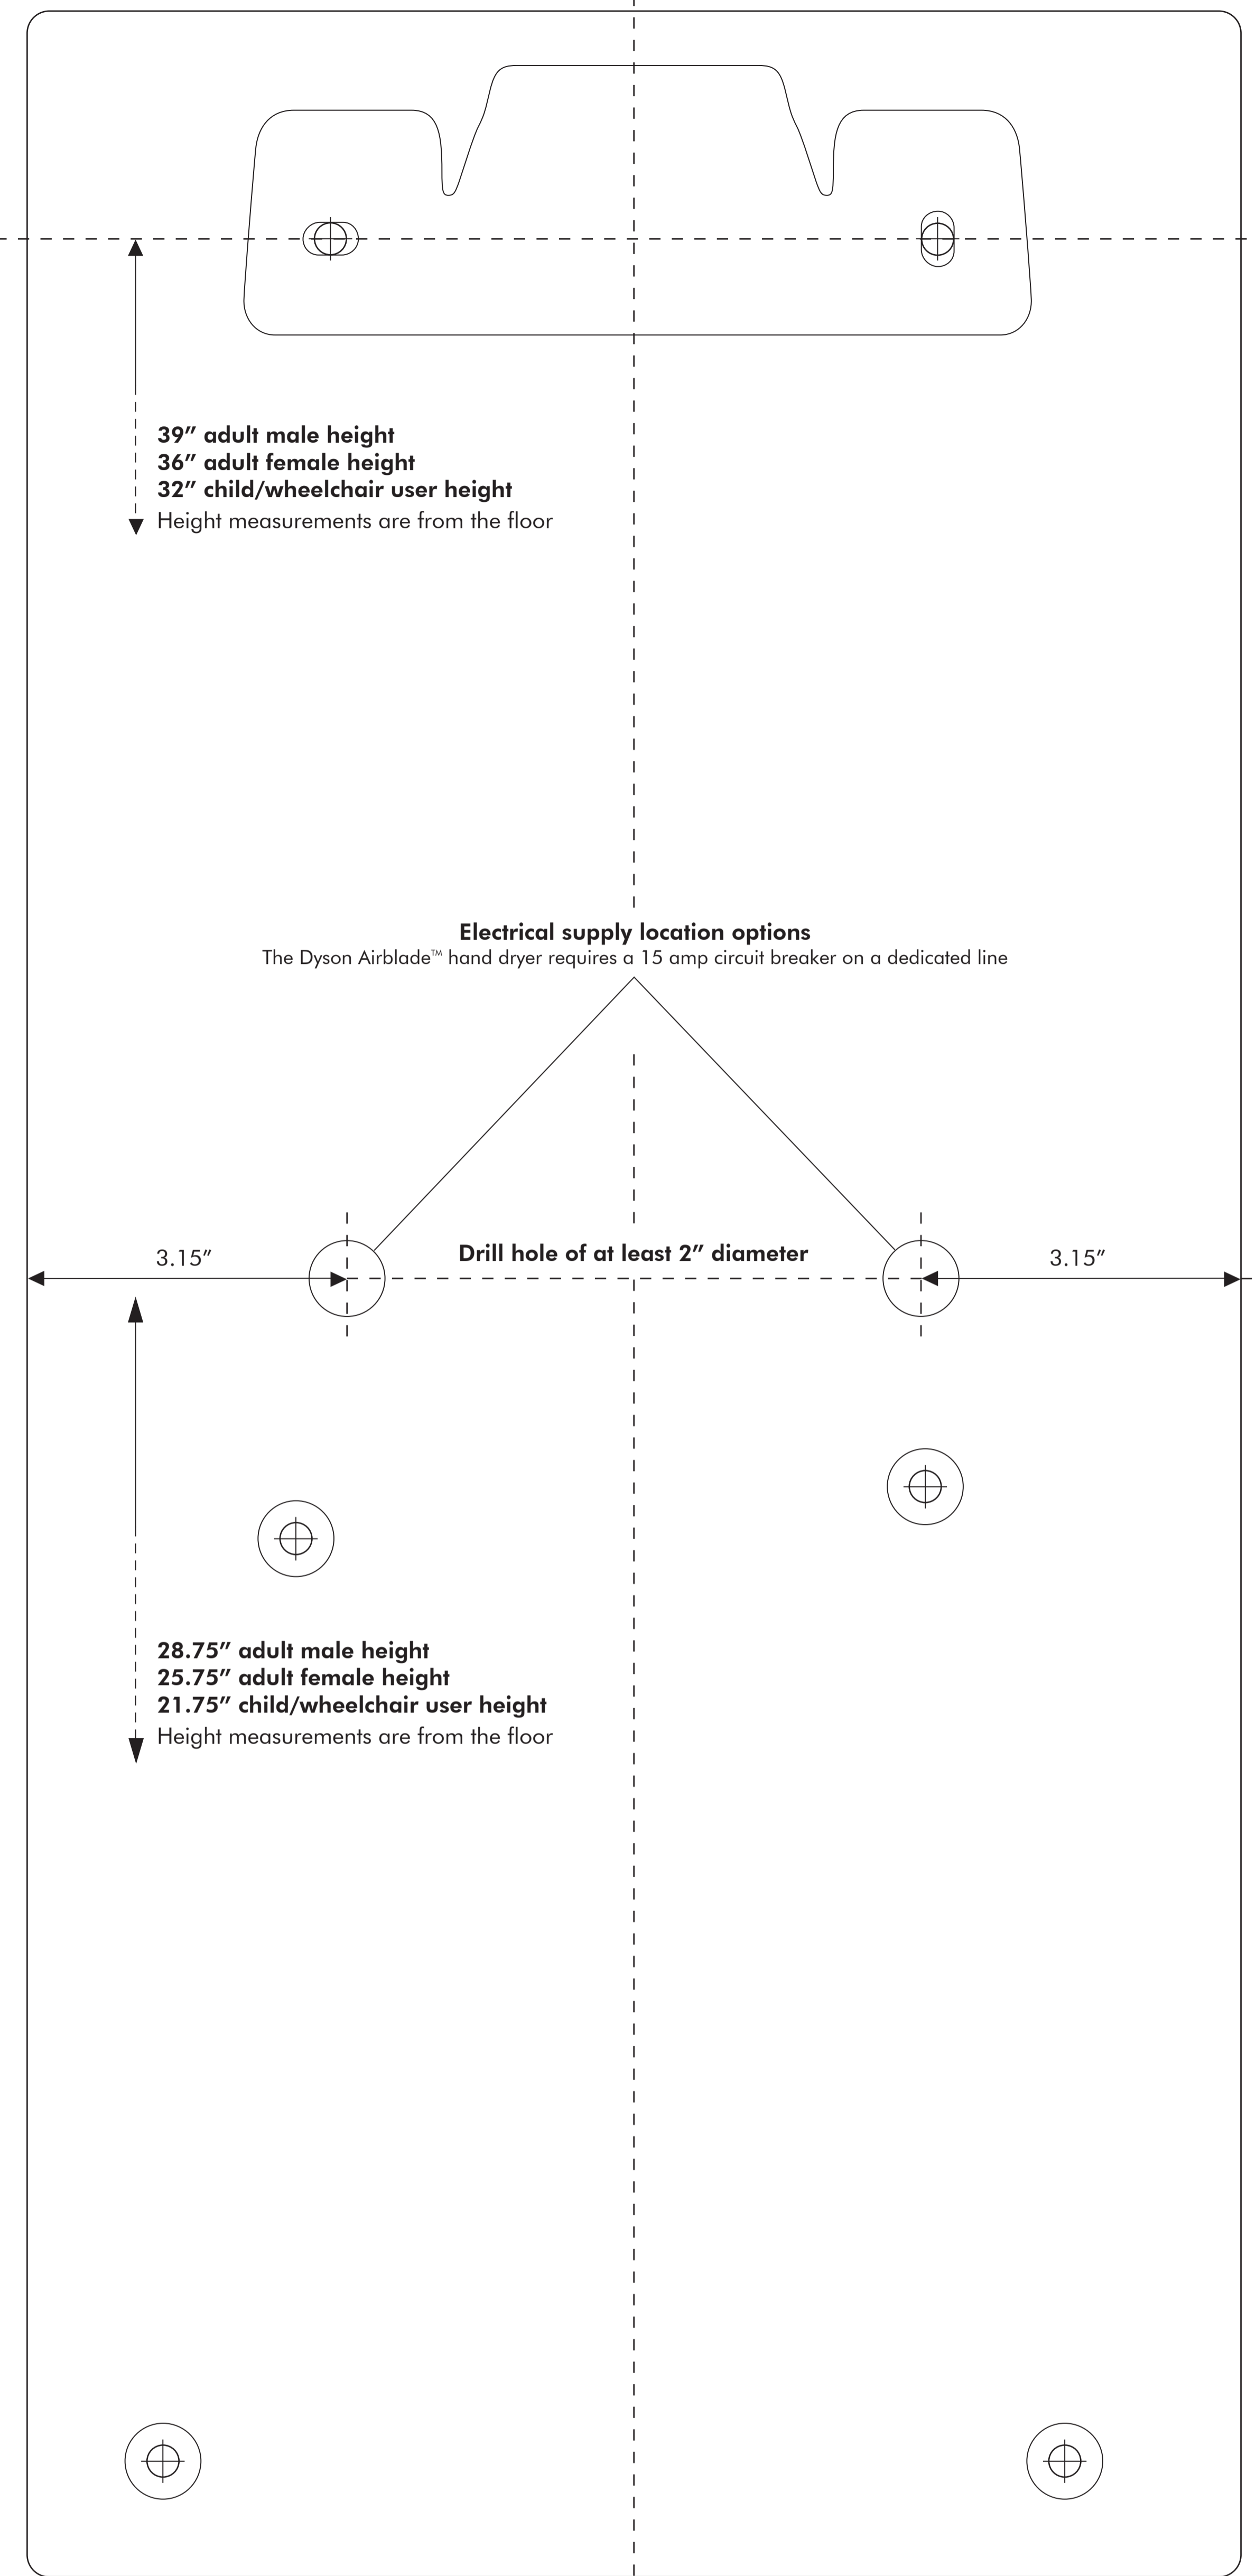 39″ adult male height
36″ adult female height
32″ child/wheelchair user height
Height measurements are from the floor
Electrical supply location options
The Dyson Airblade™ hand dryer requires a 15 amp circuit breaker on a dedicated line
3.15″
Drill hole of at least 2″ diameter
3.15″
28.75″ adult male height
25.75″ adult female height
21.75″ child/wheelchair user height
Height measurements are from the floor